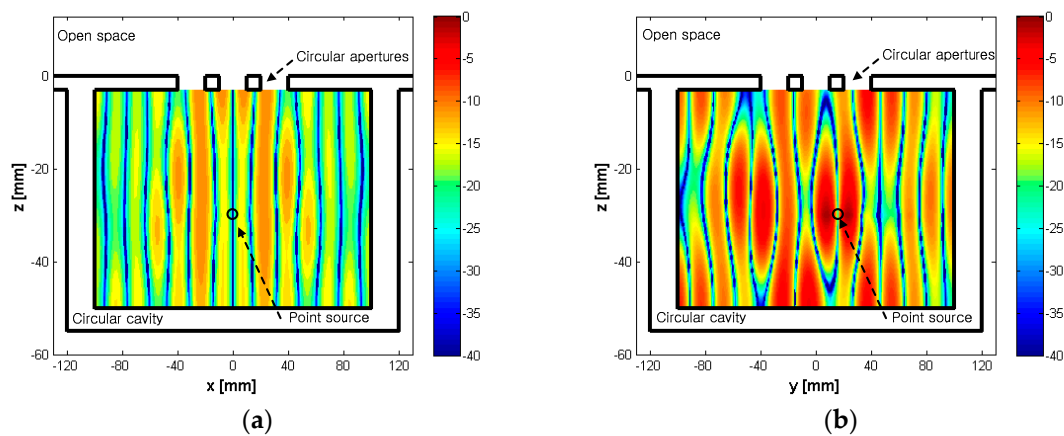 Open space
Circular apertures
Circular cavity
Point source
0
-20
-40
-60
z [mm]
-120
-80
-40
0
40
80
120
x [mm]
0
-5
-10
-15
-20
-25
-30
-35
-40
(a)
Open space
Circular apertures
Circular cavity
Point source
0
-20
-40
-60
z [mm]
-120
-80
-40
0
40
80
120
y [mm]
0
-5
-10
-15
-20
-25
-30
-35
-40
(b)